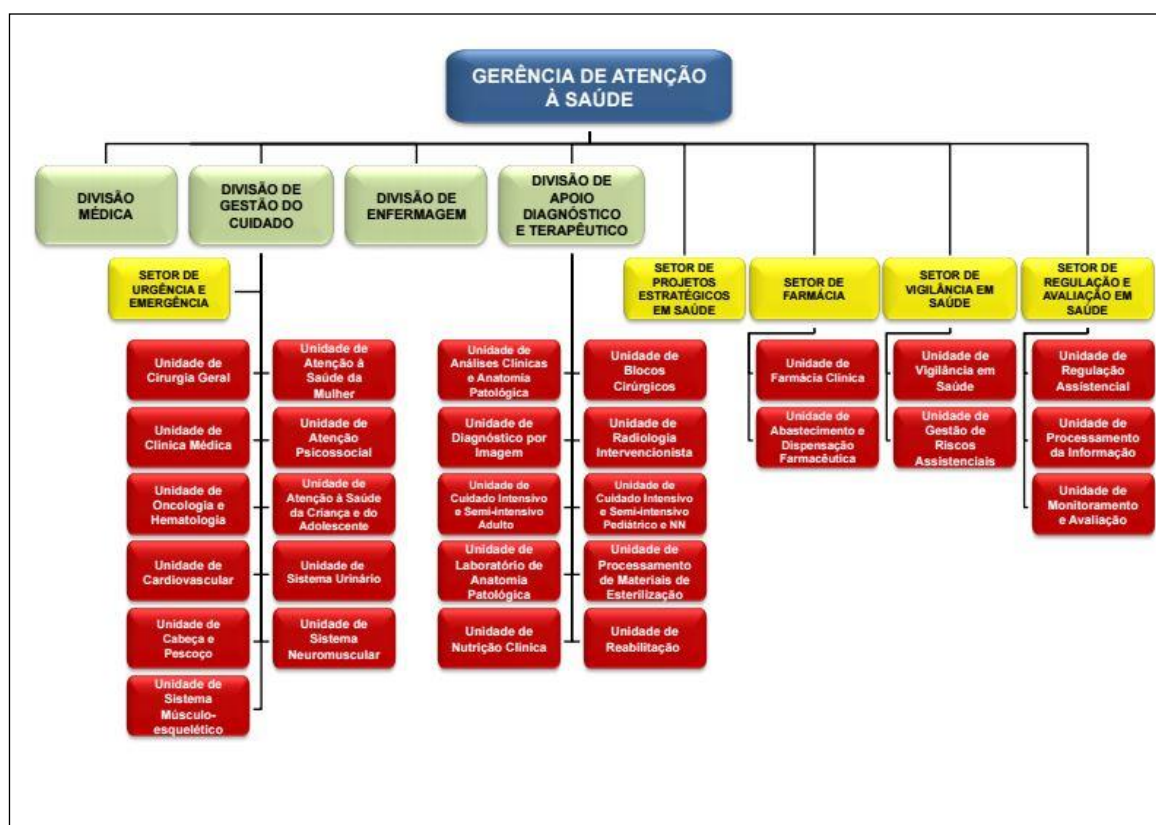 GERÊNCIA DE ATENÇÃO
À SAÚDE
DIVISÃO
MÉDICA
DIVISÃO DE
GESTÃO DO
CUIDADO
DIVISÃO DE
ENFERMAGEM
DIVISÃO DE
APOIO
DIAGNÓSTICO
E TERAPÊUTICO
SETOR DE
URGÊNCIA E
EMERGÊNCIA
SETOR DE
PROJETOS
ESTRATÉGICOS
EM SAÚDE
SETOR DE
FARMÁCIA
SETOR DE
VIGILÂNCIA EM
SAÚDE
SETOR DE
REGULAÇÃO E
AVALIAÇÃO EM
SAÚDE
Unidade de
Cirurgia Geral
Unidade de
Atenção à
Saúde da
Mulher
Unidade de
Clínica Médica
Unidade de
Atenção
Psicossocial
Unidade de
Oncologia e
Hematologia
Unidade de
Atenção à Saúde
da Criança e do
Adolescente
Unidade de
Cardiovascular
Unidade de
Sistema Urinário
Unidade de
Cabeça e
Pescoço
Unidade de
Sistema
Neuromuscular
Unidade de
Sistema
Músculo-
esquelético
Unidade de
Análises Clínicas
e Anatomia
Patológica
Unidade de
Blocos
Cirúrgicos
Unidade de
Diagnóstico por
Imagem
Unidade de
Radiologia
Intervencionista
Unidade de
Cuidado Intensivo
e Semi-intensivo
Adulto
Unidade de
Cuidado Intensivo
e Semi-intensivo
Pediátrico e NN
Unidade de
Laboratório de
Anatomia
Patológica
Unidade de
Processamento
de Materiais de
Esterilização
Unidade de
Nutrição Clínica
Unidade de
Reabilitação
Unidade de
Farmácia Clínica
Unidade de
Abastecimento e
Dispensação
Farmacêutica
Unidade de
Vigilância em
Saúde
Unidade de
Gestão de
Riscos
Assistenciais
Unidade de
Regulação
Assistencial
Unidade de
Processamento
da Informação
Unidade de
Monitoramento
e Avaliação